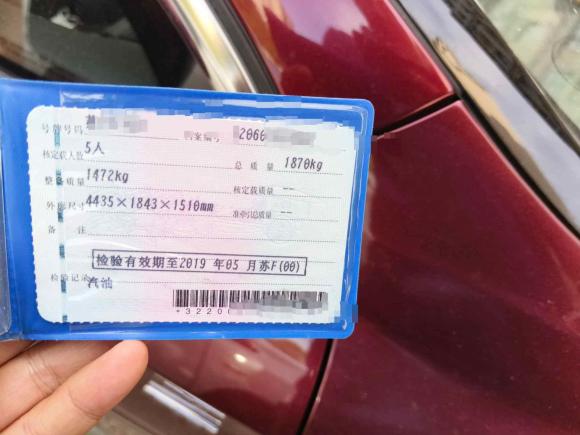 号牌号码 档案编号 2060
核定载人数 5人 总质量 1870kg
整备质量 1472kg 核定载质量 --
外廓尺寸 4435×1843×1510mm 准牵引总质量 --
备注
检验有效期至2019 年05 月苏F(00)
检验记录
汽油
*32200